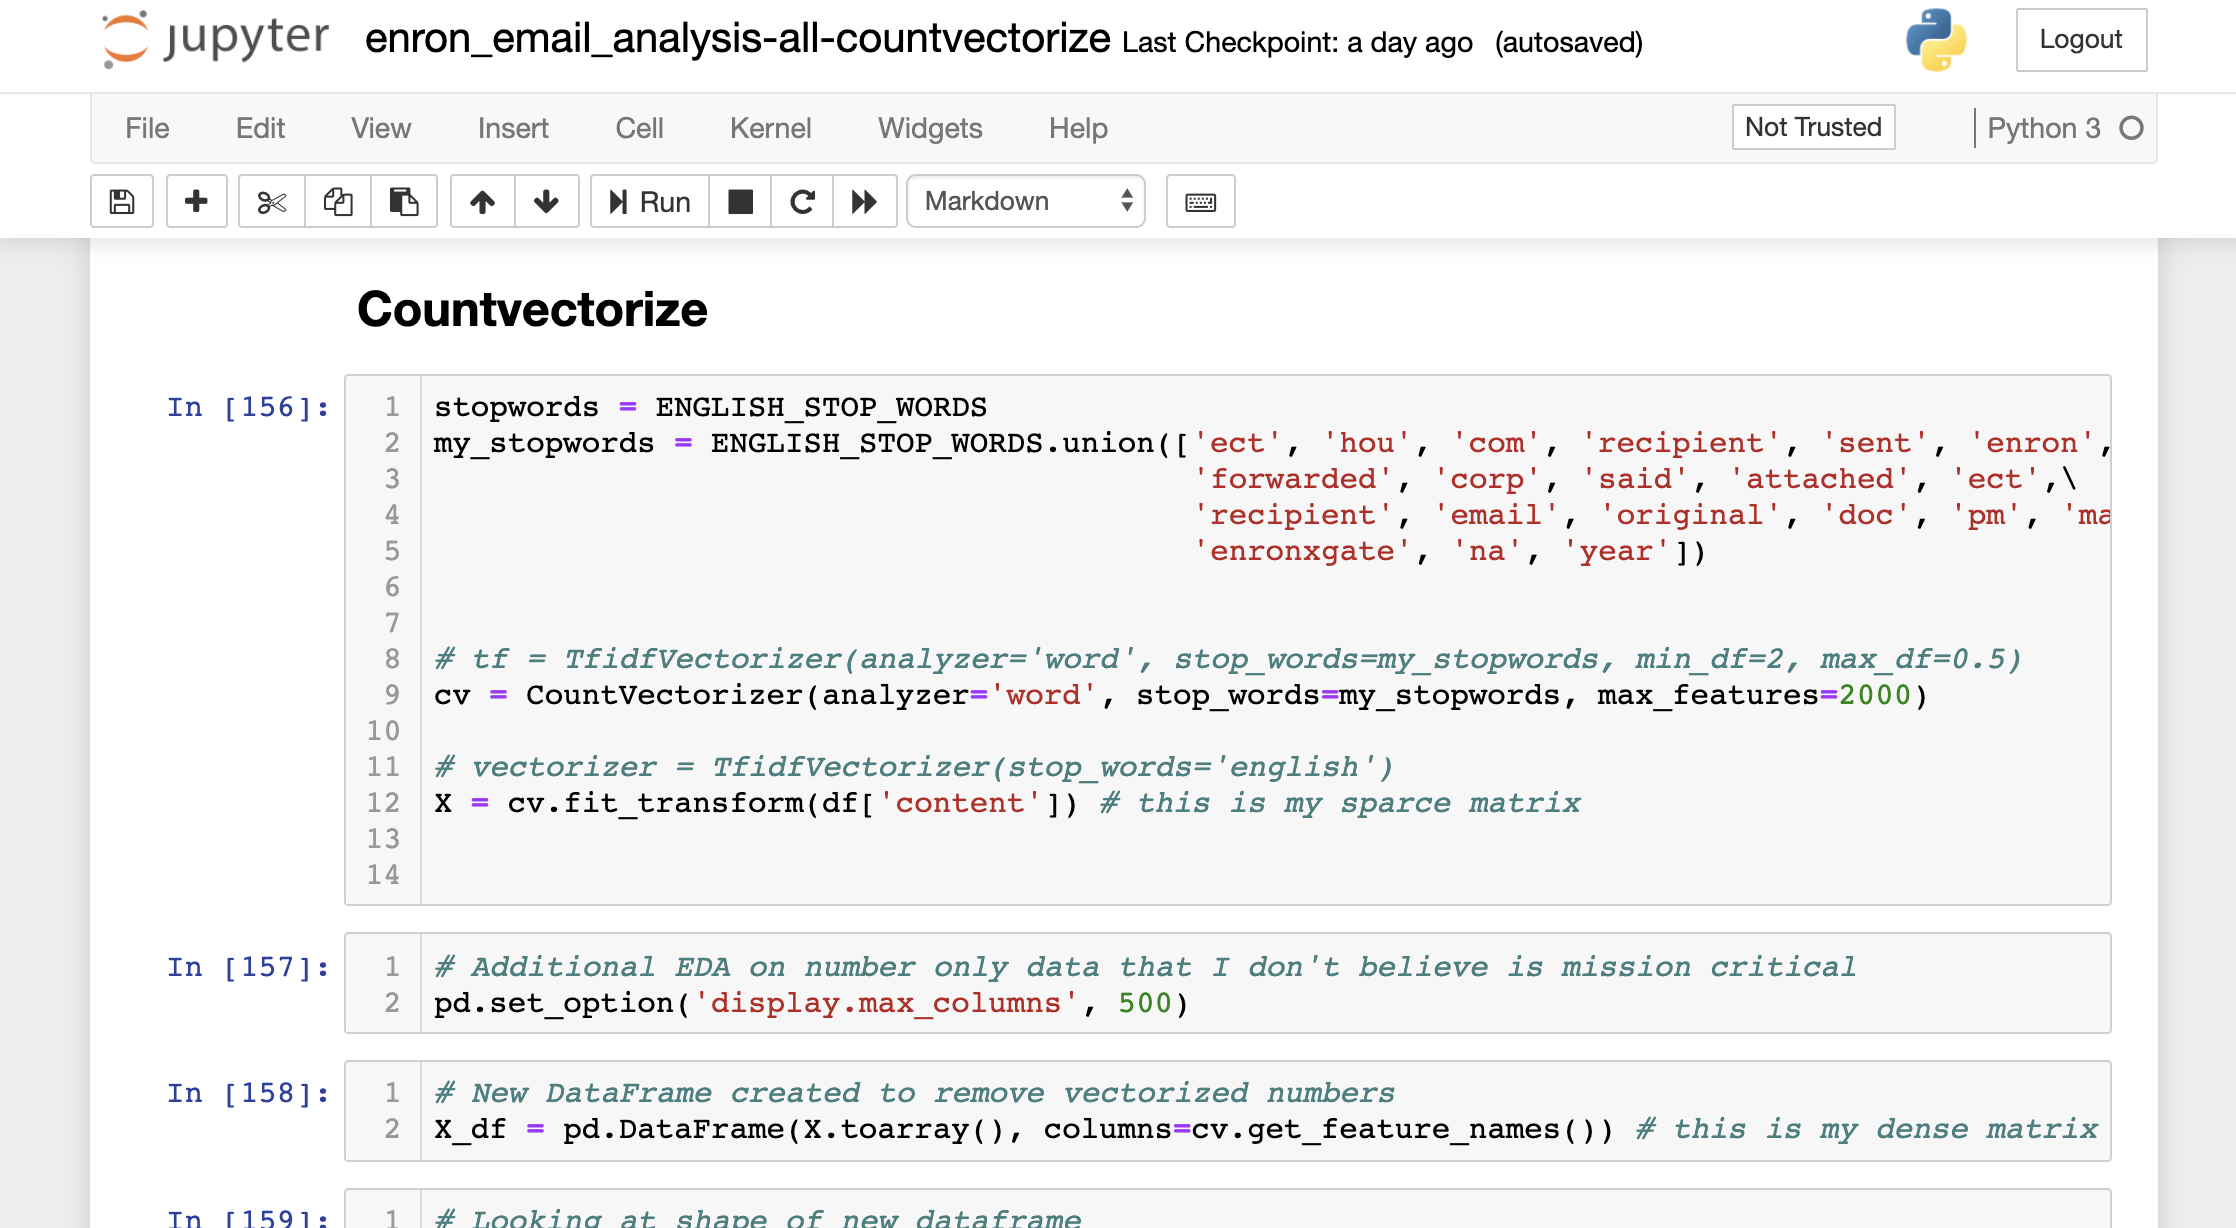 jupyter enron_email_analysis-all-countvectorize Last Checkpoint: a day ago (autosaved)
Logout
File Edit View Insert Cell Kernel Widgets Help
Not Trusted
Python 3
Run
Markdown
Countvectorize
In [156]:
1 stopwords = ENGLISH_STOP_WORDS
2 my_stopwords = ENGLISH_STOP_WORDS.union(['ect', 'hou', 'com', 'recipient', 'sent', 'enron',
3 'forwarded', 'corp', 'said', 'attached', 'ect',\
4 'recipient', 'email', 'original', 'doc', 'pm',
5 'enronxgate', 'na', 'year'])
6
7
8 # tf = TfidfVectorizer(analyzer='word', stop_words=my_stopwords, min_df=2, max_df=0.5)
9 cv = CountVectorizer(analyzer='word', stop_words=my_stopwords, max_features=2000)
10
11 # vectorizer = TfidfVectorizer(stop_words='english')
12 X = cv.fit_transform(df['content']) # this is my sparce matrix
13
14
In [157]:
1 # Additional EDA on number only data that I don't believe is mission critical
2 pd.set_option('display.max_columns', 500)
In [158]:
1 # New DataFrame created to remove vectorized numbers
2 X_df = pd.DataFrame(X.toarray(), columns=cv.get_feature_names()) # this is my dense matrix
In [159]:
1 # Looking at shape of new dataframe